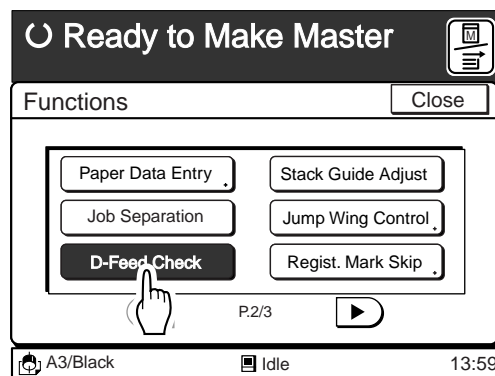 Ready to Make Master
M
Functions
Close
Paper Data Entry
Stack Guide Adjust
Job Separation
Jump Wing Control
D-Feed Check
Regist. Mark Skip
P.2/3
A3/Black
Idle
13:59